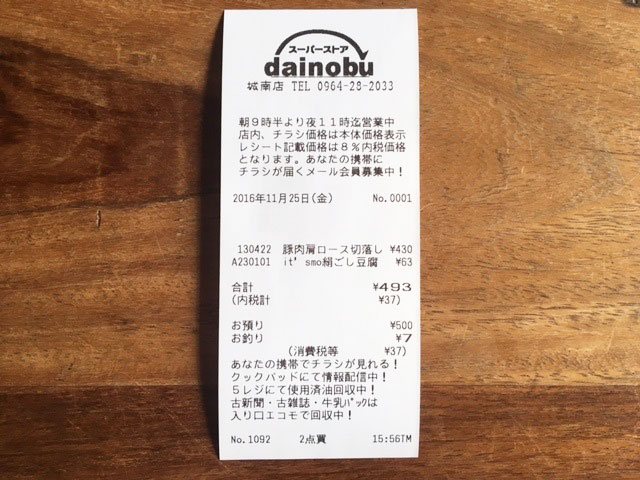 スーパーストア
dainobu
城南店 TEL 0964-28-2033
朝9時半より夜11時迄営業中
店内、チラシ価格は本体価格表示
レシート記載価格は8%内税価格
となります。あなたの携帯に
チラシが届くメール会員募集中!
2016年11月25日(金) No.0001
130422 豚肉肩ロース切落し ¥430
A230101 it'smo絹ごし豆腐 ¥63
合計 ¥493
(内税計 ¥37)
お預り ¥500
お釣り ¥7
(消費税等 ¥37)
あなたの携帯でチラシが見れる!
クックパッドにて情報配信中!
5レジにて使用済油回収中!
古新聞・古雑誌・牛乳パックは
入り口エコモで回収中!
No.1092 2点買 15:56TM